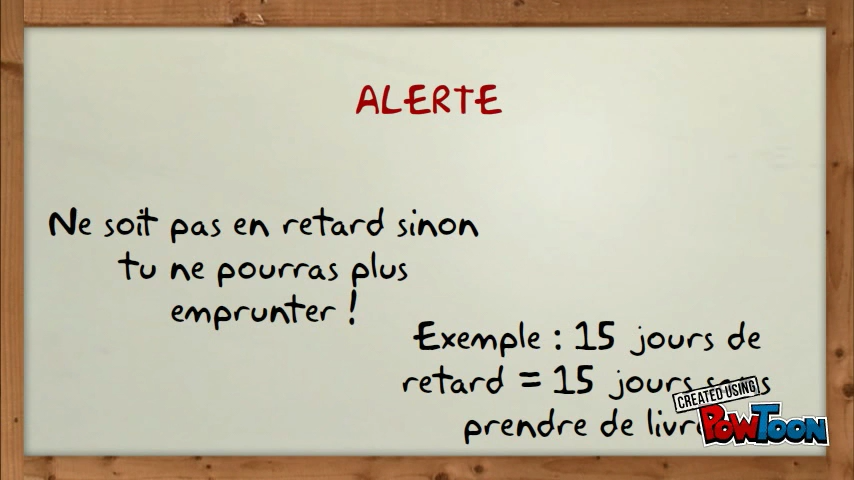 ALERTE
Ne soit pas en retard sinon
tu ne pourras plus
emprunter !
Exemple : 15 jours de
retard = 15 jours sans
prendre de
CREATED USING
POWTOON